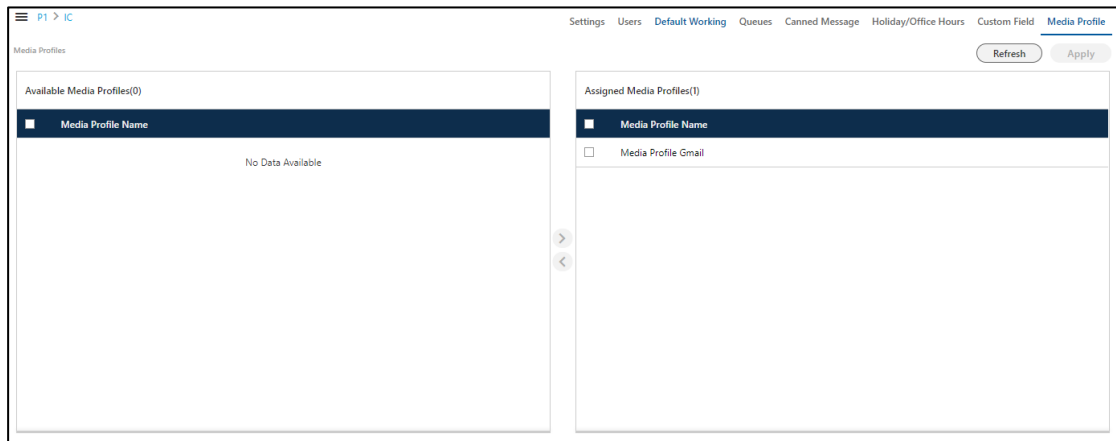 P1 > IC
Settings Users Default Working Queues Canned Message Holiday/Office Hours Custom Field Media Profile
Media Profiles
Refresh Apply
Available Media Profiles(0)
Media Profile Name
No Data Available
Assigned Media Profiles(1)
Media Profile Name
Media Profile Gmail